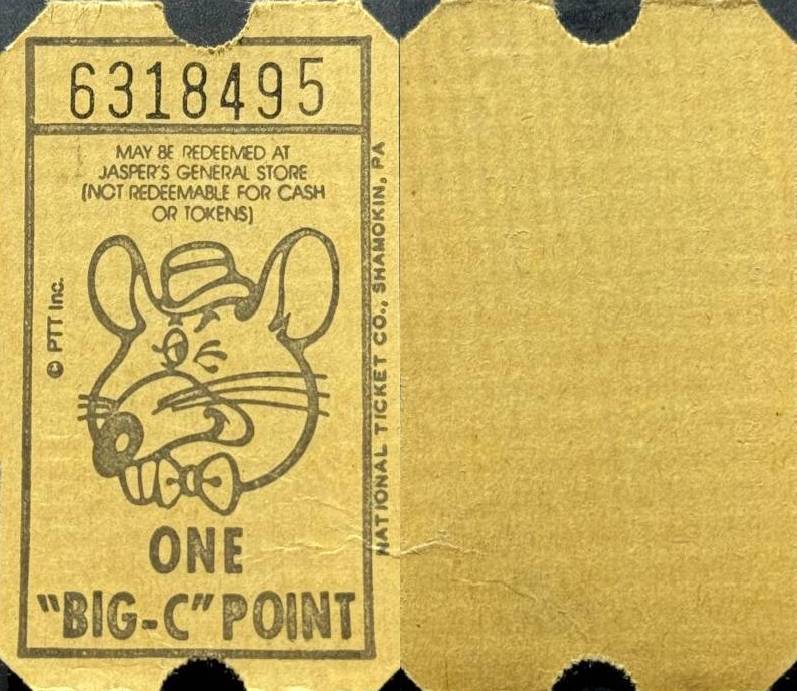 6318495
MAY BE REDEEMED AT
JASPER'S GENERAL STORE
(NOT REDEEMABLE FOR CASH
OR TOKENS)
© PTT Inc.
NATIONAL TICKET CO., SHAMOKIN, PA
ONE
"BIG-C" POINT